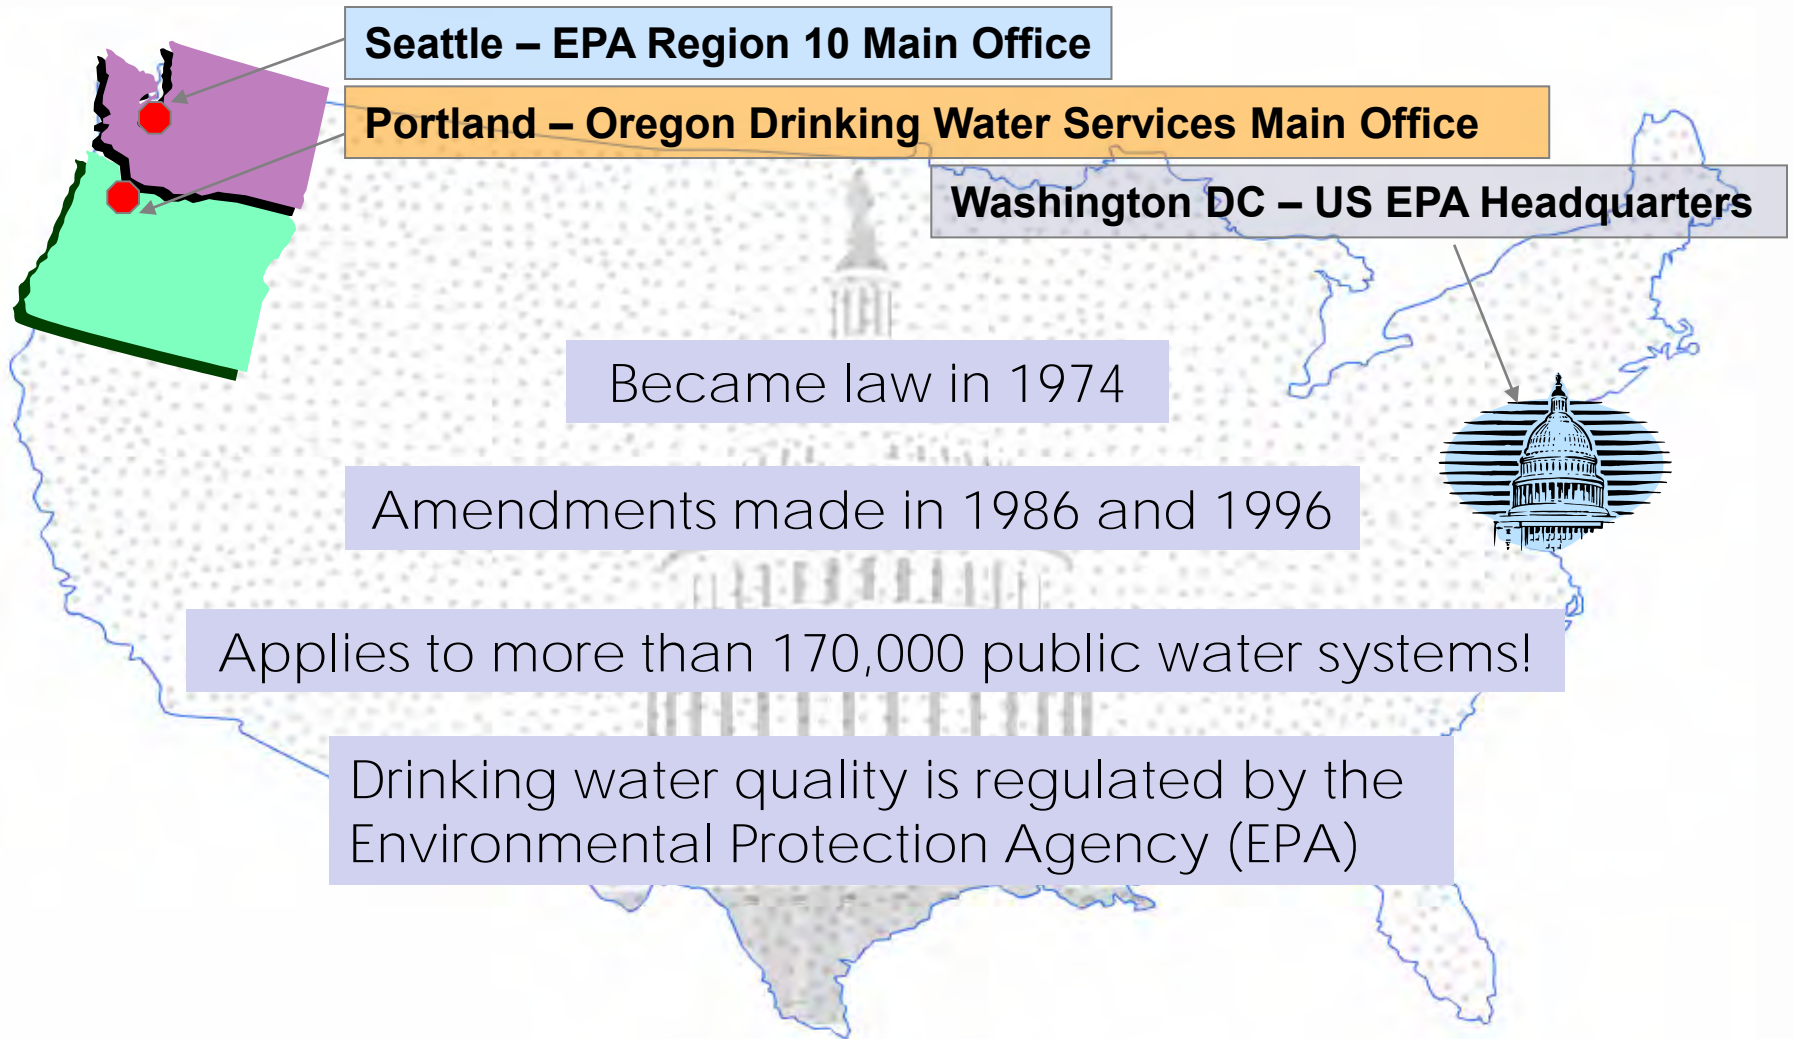 Seattle – EPA Region 10 Main Office
Portland – Oregon Drinking Water Services Main Office
Washington DC – US EPA Headquarters
Became law in 1974
Amendments made in 1986 and 1996
Applies to more than 170,000 public water systems!
Drinking water quality is regulated by the
Environmental Protection Agency (EPA)